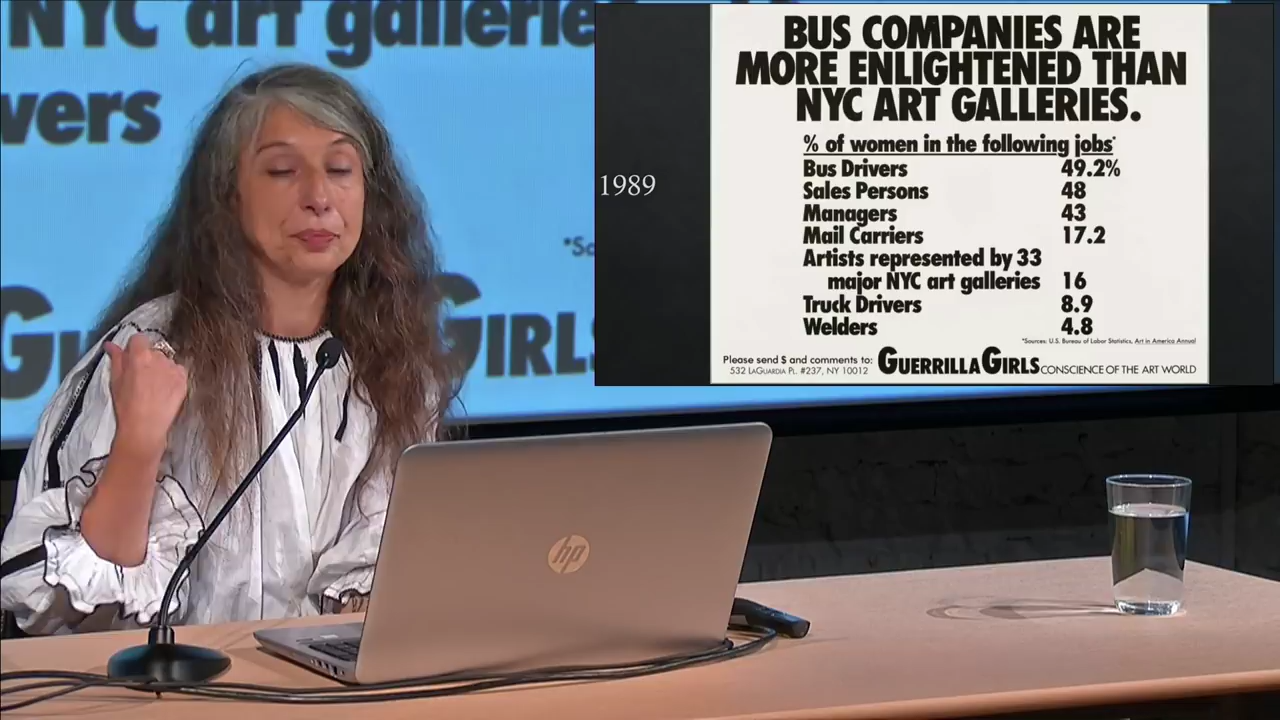 NYC art gallerie
vers
*So
GU
GIRLS
1989
BUS COMPANIES ARE
MORE ENLIGHTENED THAN
NYC ART GALLERIES.
% of women in the following jobs*
Bus Drivers 49.2%
Sales Persons 48
Managers 43
Mail Carriers 17.2
Artists represented by 33
major NYC art galleries 16
Truck Drivers 8.9
Welders 4.8
*Sources: U.S. Bureau of Labor Statistics, Art in America Annual
Please send $ and comments to:
532 LAGUARDIA PL. #237, NY 10012
GUERRILLA GIRLS CONSCIENCE OF THE ART WORLD
hp